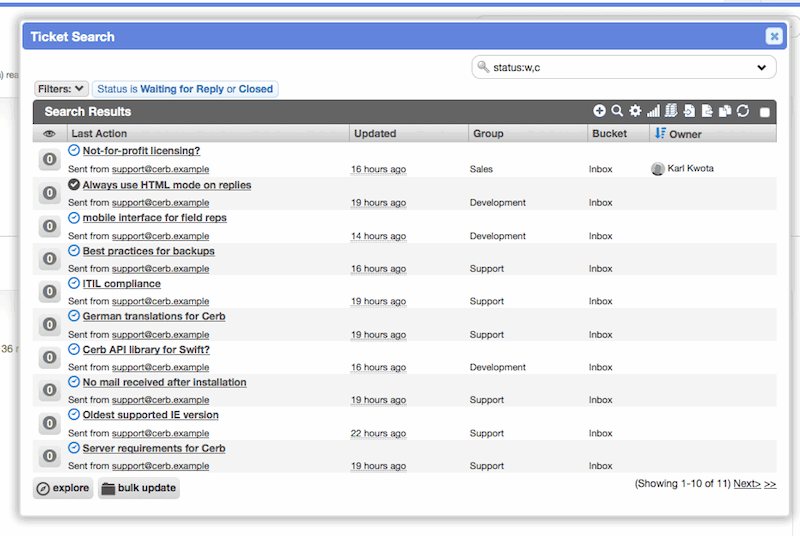 Ticket Search
status:w,c
) rea
Filters:
Status is Waiting for Reply or Closed
Search Results
Last Action Updated Group Bucket Owner
0 Not-for-profit licensing?
Sent from support@cerb.example 16 hours ago Sales Inbox Karl Kwota
0 Always use HTML mode on replies
Sent from support@cerb.example 19 hours ago Development Inbox
0 mobile interface for field reps
Sent from support@cerb.example 14 hours ago Development Inbox
0 Best practices for backups
Sent from support@cerb.example 16 hours ago Support Inbox
0 ITIL compliance
Sent from support@cerb.example 19 hours ago Support Inbox
0 German translations for Cerb
Sent from support@cerb.example 19 hours ago Support Inbox
36 r
0 Cerb API library for Swift?
Sent from support@cerb.example 16 hours ago Development Inbox
0 No mail received after installation
Sent from support@cerb.example 19 hours ago Support Inbox
0 Oldest supported IE version
Sent from support@cerb.example 22 hours ago Support Inbox
0 Server requirements for Cerb
Sent from support@cerb.example 19 hours ago Support Inbox
explore bulk update (Showing 1-10 of 11) Next> >>